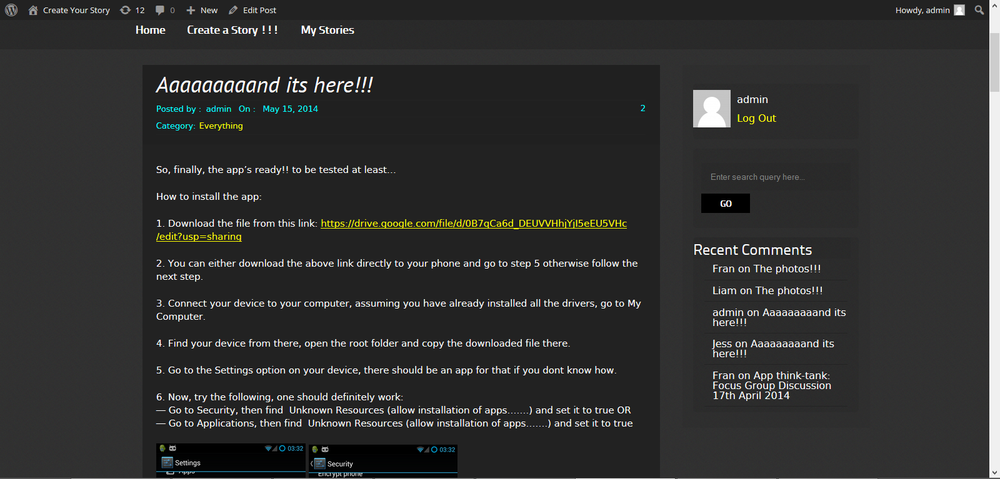 Create Your Story 12 0 New Edit Post Howdy, admin
Home Create a Story !!! My Stories
Aaaaaaaaand its here!!!
Posted by : admin On : May 15, 2014 2
Category: Everything
So, finally, the app’s ready!! to be tested at least…
How to install the app:
1. Download the file from this link: https://drive.google.com/file/d/0B7qCa6d_DEUVVHhjYjI5eEU5VHc
/edit?usp=sharing
2. You can either download the above link directly to your phone and go to step 5 otherwise follow the
next step.
3. Connect your device to your computer, assuming you have already installed all the drivers, go to My
Computer.
4. Find your device from there, open the root folder and copy the downloaded file there.
5. Go to the Settings option on your device, there should be an app for that if you dont know how.
6. Now, try the following, one should definitely work:
— Go to Security, then find  Unknown Resources (allow installation of apps…….) and set it to true OR
— Go to Applications, then find  Unknown Resources (allow installation of apps…….) and set it to true
03:32
Settings
Apps
03:32
Security
Encrypt phone
admin
Log Out
Enter search query here...
GO
Recent Comments
Fran on The photos!!!
Liam on The photos!!!
admin on Aaaaaaaaand its
here!!!
Jess on Aaaaaaaaand its
here!!!
Fran on App think-tank:
Focus Group Discussion
17th April 2014